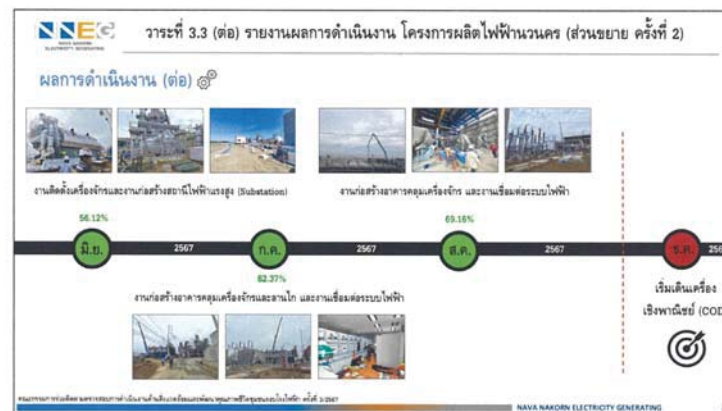 NNEG
NAVA NAKORN
ELECTRICITY GENERATING
วาระที่ 3.3 (ต่อ) รายงานผลการดำเนินงาน โครงการผลิตไฟฟ้านวนคร (ส่วนขยาย ครั้งที่ 2)
ผลการดำเนินงาน (ต่อ)
งานติดตั้งเครื่องจักรและงานก่อสร้างสถานีไฟฟ้าแรงสูง (Substation)
งานก่อสร้างอาคารคลุมเครื่องจักร และงานเชื่อมต่อระบบไฟฟ้า
56.12%
69.16%
มิ.ย.
2567
ก.ค.
2567
ส.ค.
2567
ธ.ค.
256
62.37%
งานก่อสร้างอาคารคลุมเครื่องจักรและลานไก และงานเชื่อมต่อระบบไฟฟ้า
เริ่มเดินเครื่อง
เชิงพาณิชย์ (COD
NAVA NAKORN ELECTRICITY GENERATING